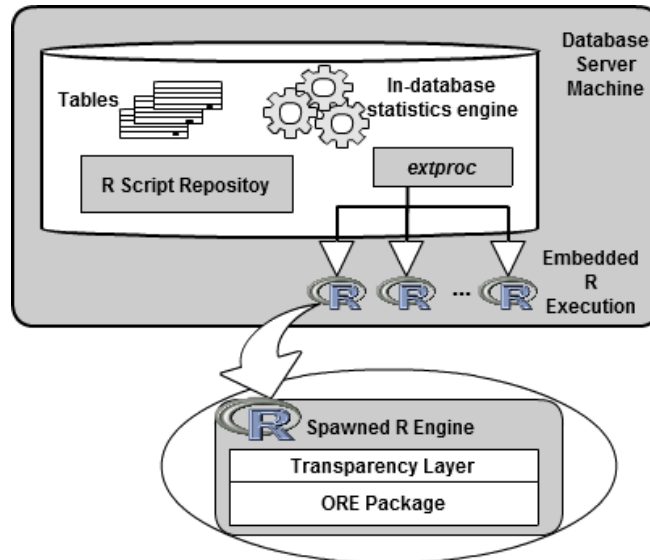 Database
Server
Machine
Tables
In-database
statistics engine
R Script Repositoy
extproc
Embedded
R
Execution
R
R
...
R
R
Spawned R Engine
Transparency Layer
ORE Package